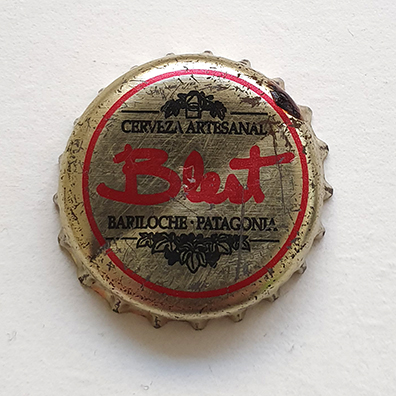 CERVEZA ARTESANAL
Blest
BARILOCHE · PATAGONIA